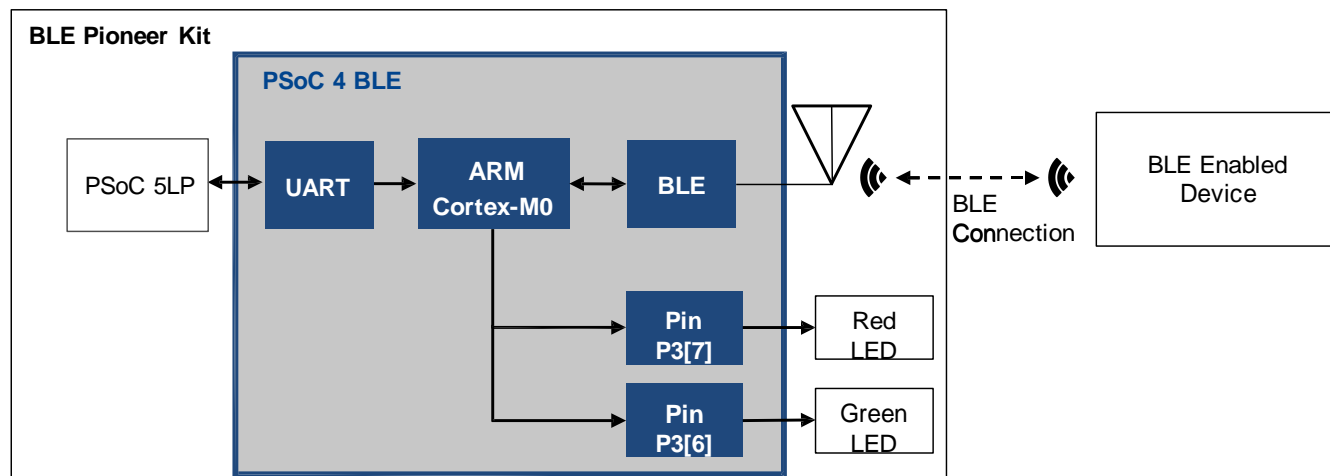 BLE Pioneer Kit
PSoC 4 BLE
PSoC 5LP
UART
ARM
Cortex-M0
BLE
BLE
Connection
BLE Enabled
Device
Pin
P3[7]
Red
LED
Pin
P3[6]
Green
LED